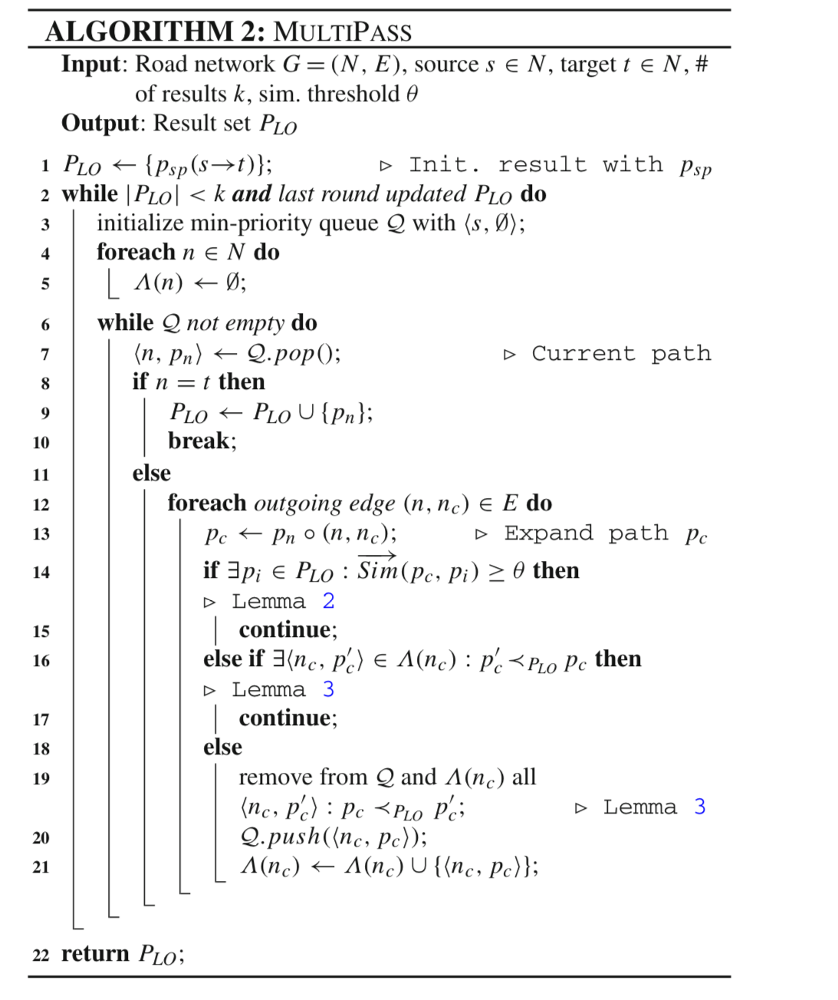 ALGORITHM 2: MULTIPASS
Input: Road network G = (N, E), source s ∈ N, target t ∈ N, #
of results k, sim. threshold θ
Output: Result set P_LO
1 P_LO ← {p_sp(s→t)}; ▷ Init. result with p_sp
2 while |P_LO| < k and last round updated P_LO do
3 initialize min-priority queue 𝒬 with ⟨s, ∅⟩;
4 foreach n ∈ N do
5 Λ(n) ← ∅;
6 while 𝒬 not empty do
7 ⟨n, p_n⟩ ← 𝒬.pop(); ▷ Current path
8 if n = t then
9 P_LO ← P_LO ∪ {p_n};
10 break;
11 else
12 foreach outgoing edge (n, n_c) ∈ E do
13 p_c ← p_n ∘ (n, n_c); ▷ Expand path p_c
14 if ∃p_i ∈ P_LO : \overrightarrow{Sim}(p_c, p_i) ≥ θ then
▷ Lemma 2
15 continue;
16 else if ∃⟨n_c, p′_c⟩ ∈ Λ(n_c) : p′_c ≺_{P_LO} p_c then
▷ Lemma 3
17 continue;
18 else
19 remove from 𝒬 and Λ(n_c) all
⟨n_c, p′_c⟩ : p_c ≺_{P_LO} p′_c; ▷ Lemma 3
20 𝒬.push(⟨n_c, p_c⟩);
21 Λ(n_c) ← Λ(n_c) ∪ {⟨n_c, p_c⟩};
22 return P_LO;